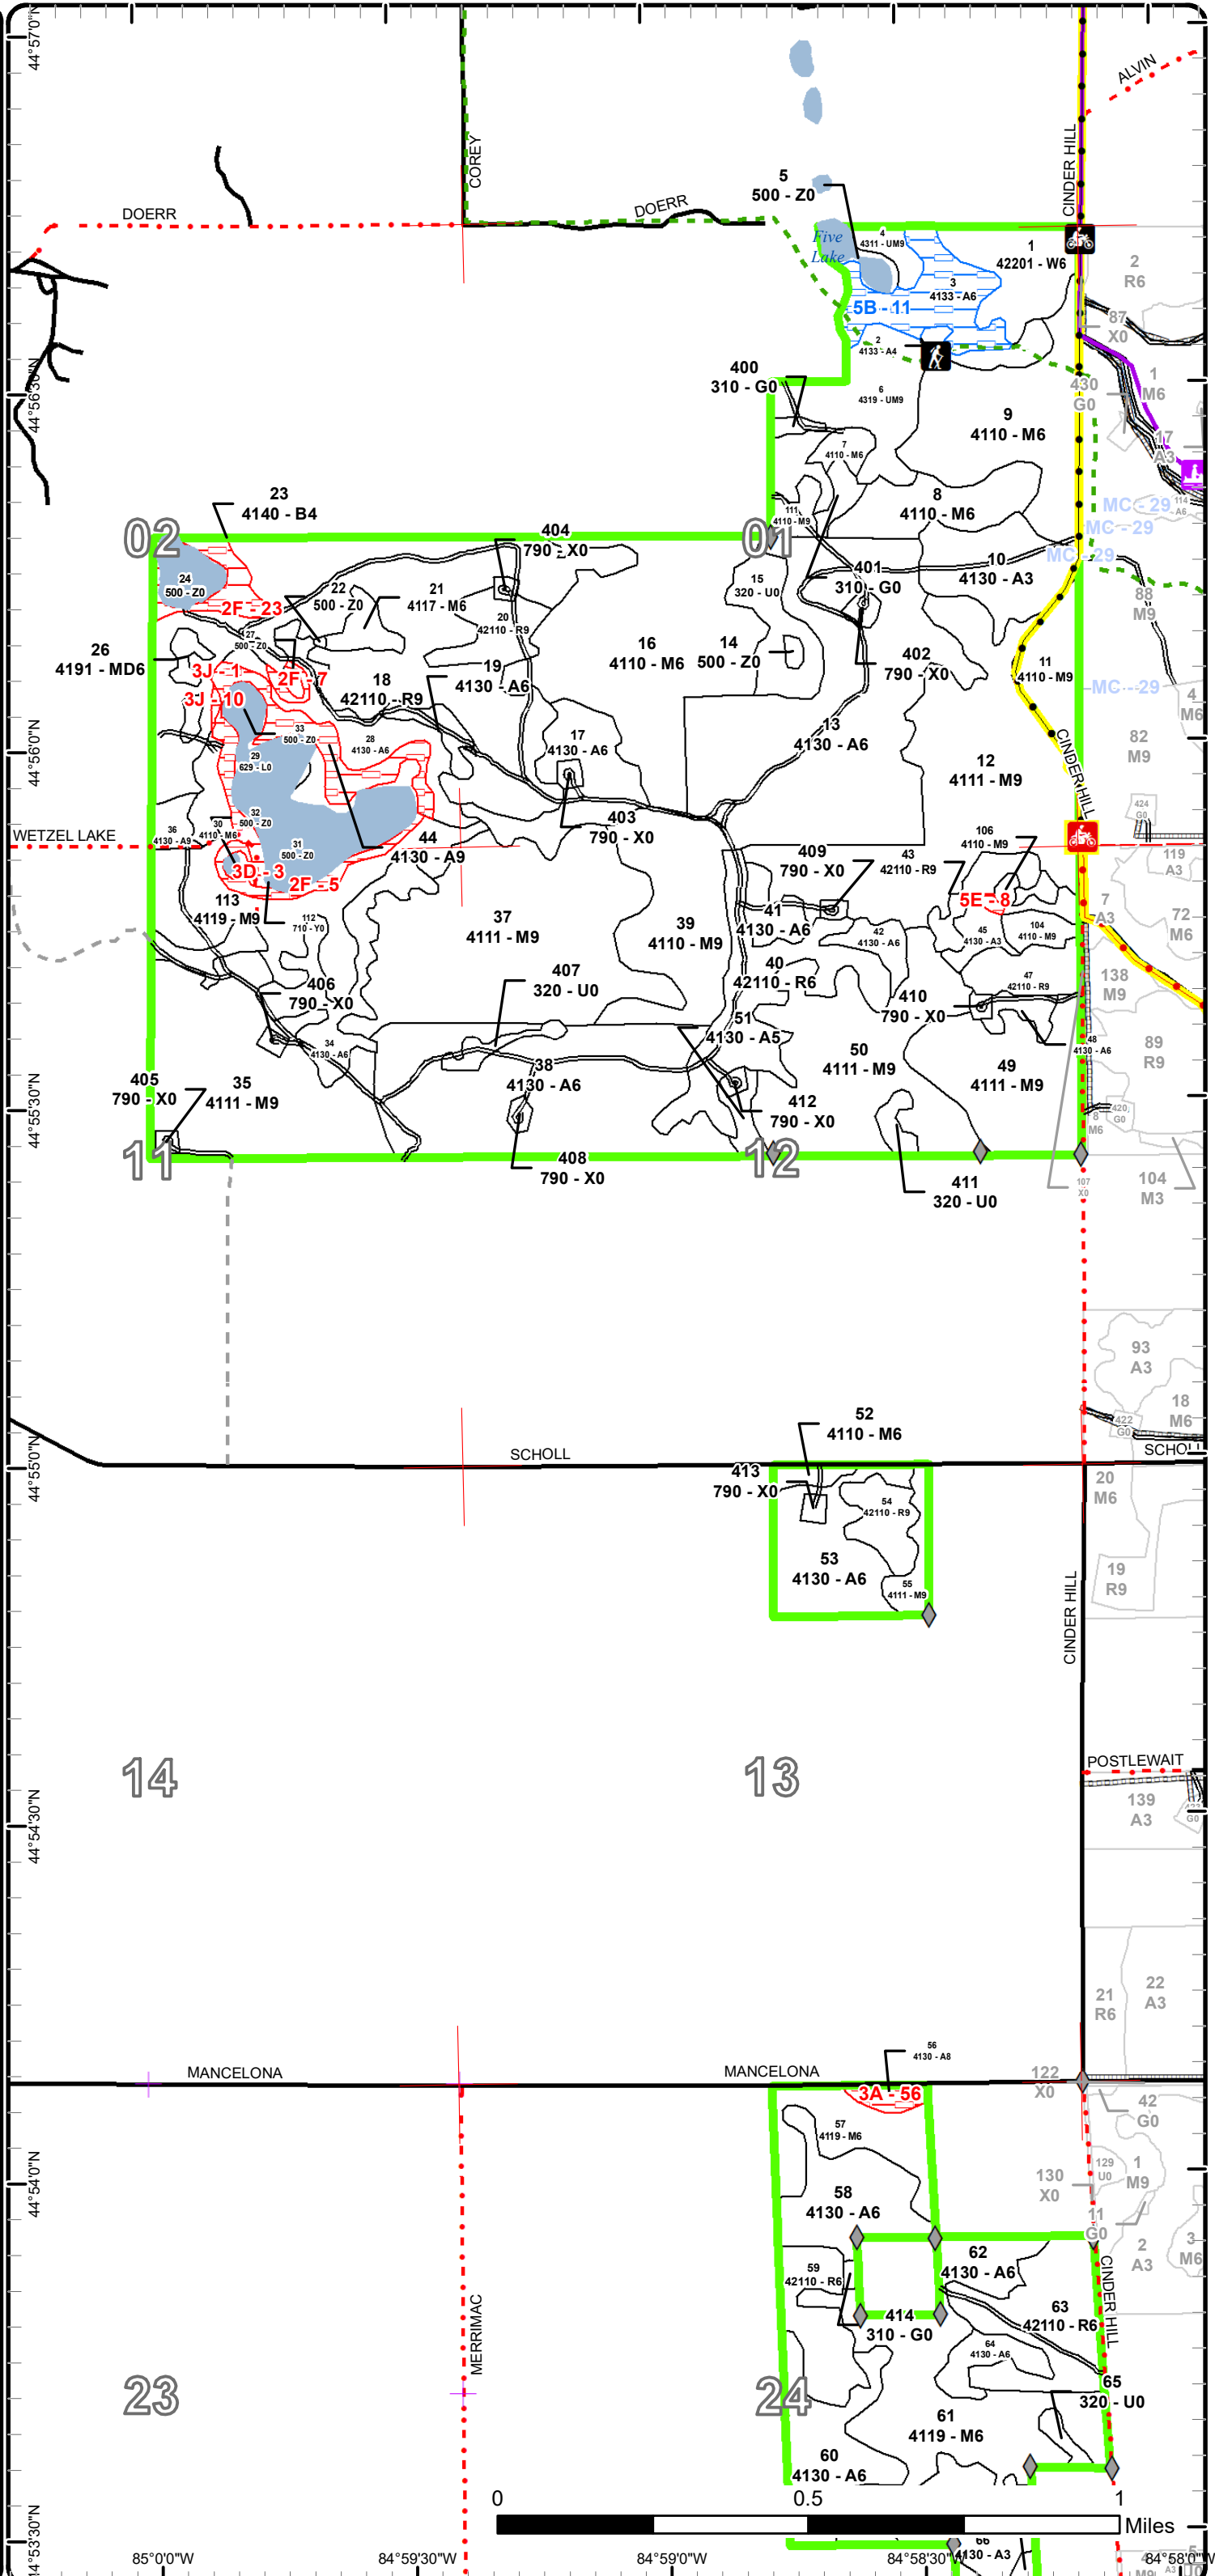 44°57'0"N
ALVIN
COREY
CINDER HILL
5
500 - Z0
DOERR
DOERR
Five
Lake
4
4311 - UM9
1
42201 - W6
2
R6
3
4133 - A6
5B - 11
87
X0
2
4133 - A4
44°56'30"N
400
310 - G0
6
4319 - UM9
430
G0
1
M6
9
4110 - M6
7
4110 - M6
17
A3
23
4140 - B4
8
4110 - M6
111
4110 - M9
MC - 29
114
A6
MC - 29
02
404
790 - X0
01
MC - 29
24
500 - Z0
22
500 - Z0
21
4117 - M6
15
320 - U0
401
310 - G0
10
4130 - A3
2F - 23
88
M9
20
42110 - R9
27
500 - Z0
26
4191 - MD6
16
4110 - M6
14
500 - Z0
402
790 - X0
11
4110 - M9
3J - 1
2F - 7
18
42110 - R9
19
4130 - A6
3J - 10
MC - 29
4
M6
33
500 - Z0
28
4130 - A6
17
4130 - A6
13
4130 - A6
82
M9
44°56'0"N
29
629 - L0
12
4111 - M9
CINDER HILL
32
500 - Z0
403
790 - X0
424
G0
WETZEL LAKE
36
4130 - A9
30
4110 - M6
31
500 - Z0
44
4130 - A9
106
4110 - M9
409
790 - X0
43
42110 - R9
119
A3
3D - 3
2F - 5
113
4119 - M9
5E - 8
7
A3
112
710 - Y0
37
4111 - M9
39
4110 - M9
41
4130 - A6
42
4130 - A6
45
4130 - A3
104
4110 - M9
72
M6
40
42110 - R6
407
320 - U0
406
790 - X0
47
42110 - R9
138
M9
410
790 - X0
51
4130 - A5
34
4130 - A6
48
4130 - A6
89
R9
38
4130 - A6
50
4111 - M9
49
4111 - M9
405
790 - X0
35
4111 - M9
44°55'30"N
412
790 - X0
8
M6
420
G0
11
408
790 - X0
12
411
320 - U0
107
X0
104
M3
93
A3
18
M6
52
4110 - M6
422
G0
SCHOLL
SCHOLL
44°55'0"N
413
790 - X0
20
M6
54
42110 - R9
53
4130 - A6
55
4111 - M9
19
R9
CINDER HILL
14
13
POSTLEWAIT
139
A3
44°54'30"N
423
G0
22
A3
21
R6
MANCELONA
MANCELONA
56
4130 - A8
122
X0
3A - 56
42
G0
57
4119 - M6
129
U0
1
M9
44°54'0"N
130
X0
58
4130 - A6
11
G0
2
A3
3
M6
62
4130 - A6
59
42110 - R6
CINDER HILL
63
42110 - R6
414
310 - G0
MERRIMAC
64
4130 - A6
23
24
65
320 - U0
61
4119 - M6
60
4130 - A6
0
0.5
1
Miles
44°53'30"N
66
4130 - A3
85°0'0"W
84°59'30"W
84°59'0"W
84°58'30"W
84°58'0"W